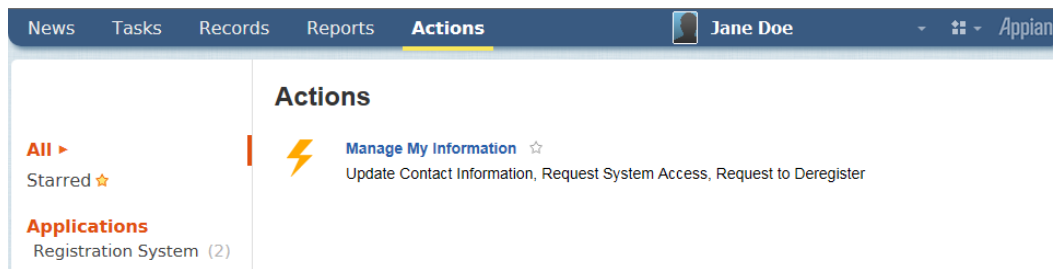 News Tasks Records Reports Actions Jane Doe Appian
Actions
All
Manage My Information
Update Contact Information, Request System Access, Request to Deregister
Starred
Applications
Registration System (2)